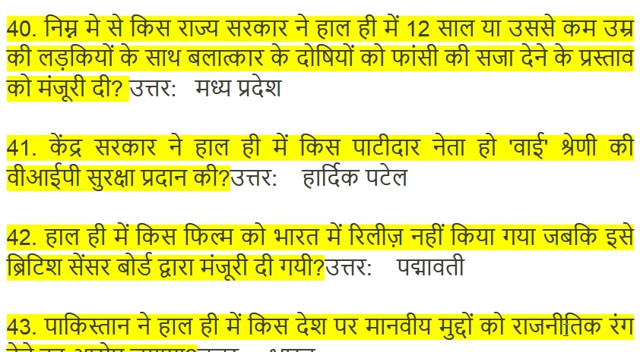 40. निम्न मे से किस राज्य सरकार ने हाल ही में 12 साल या उससे कम उम्र
की लड़कियों के साथ बलात्कार के दोषियों को फांसी की सजा देने के प्रस्ताव
को मंजूरी दी? उत्तर: मध्य प्रदेश
41. केंद्र सरकार ने हाल ही में किस पाटीदार नेता हो 'वाई' श्रेणी की
वीआईपी सुरक्षा प्रदान की?उत्तर: हार्दिक पटेल
42. हाल ही में किस फिल्म को भारत में रिलीज़ नहीं किया गया जबकि इसे
ब्रिटिश सेंसर बोर्ड द्वारा मंजूरी दी गयी?उत्तर: पद्मावती
43. पाकिस्तान ने हाल ही में किस देश पर मानवीय मुद्दों को राजनीतिक रंग